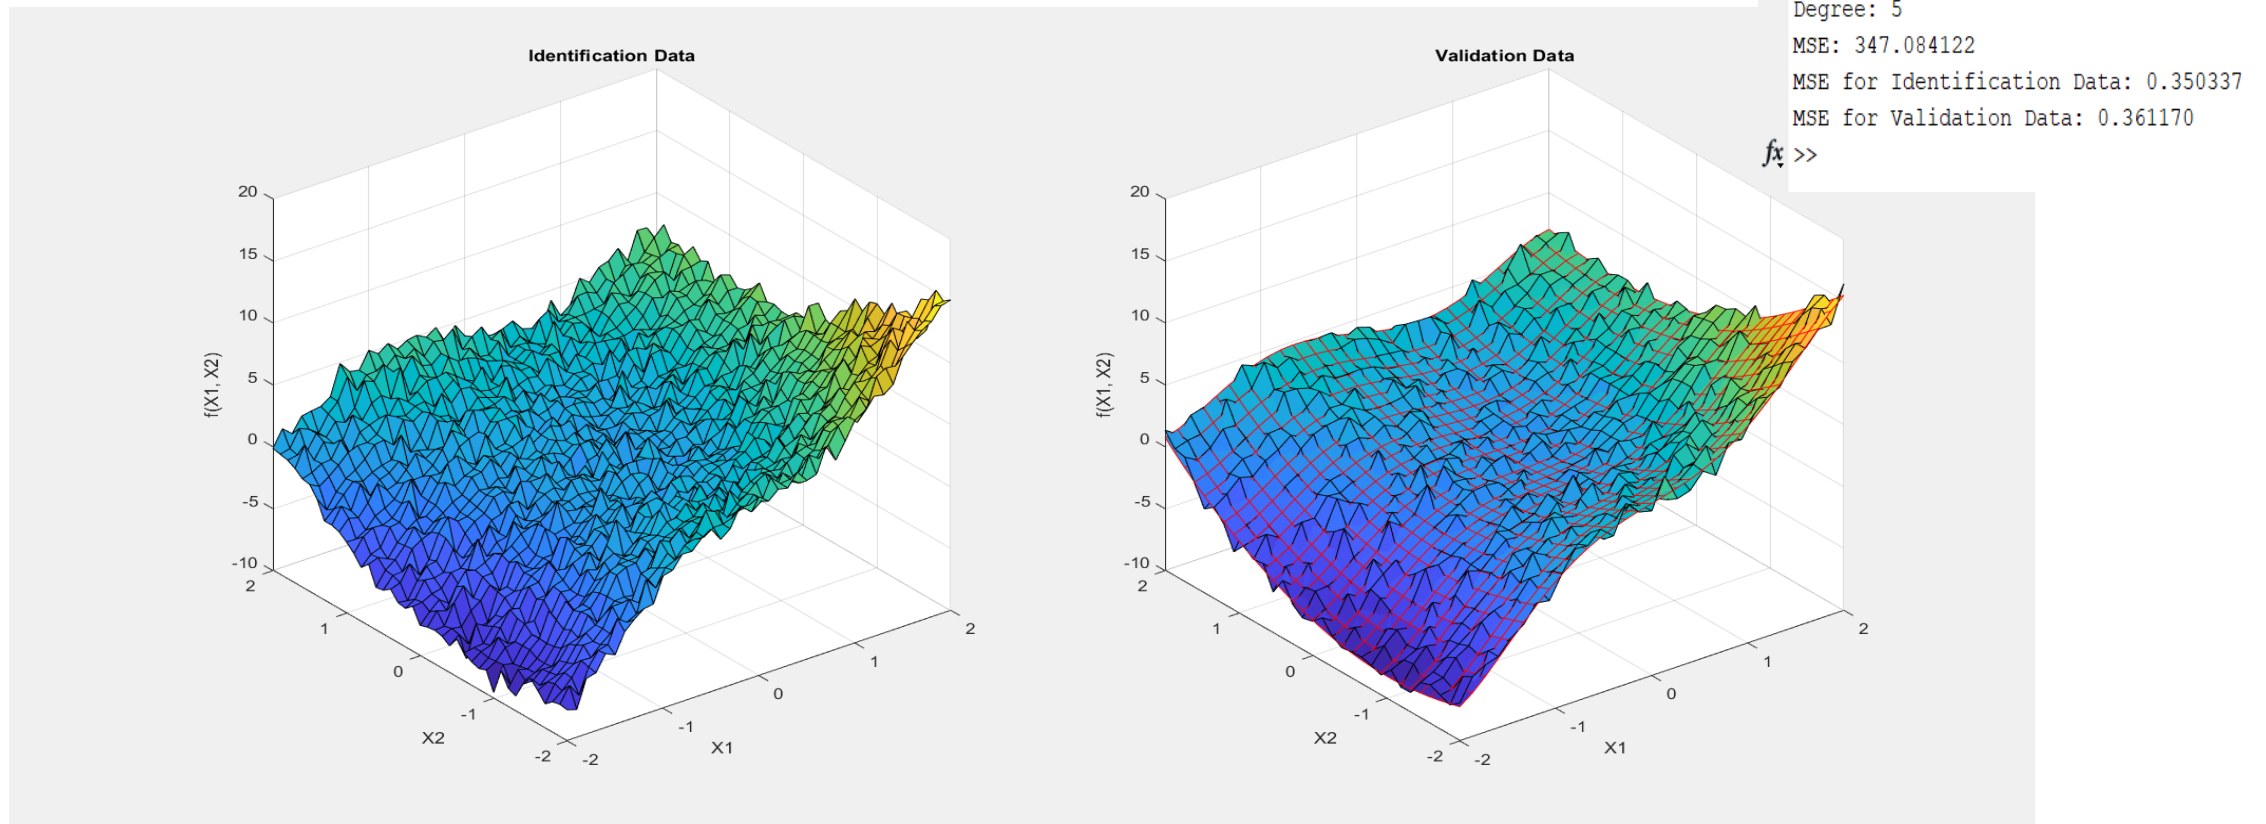 Degree: 5
MSE: 347.084122
MSE for Identification Data: 0.350337
MSE for Validation Data: 0.361170
fx >>
Identification Data
20
15
10
5
0
-5
-10
f(X1, X2)
2
1
0
-1
-2
X2
-2
-1
0
1
2
X1
Validation Data
20
15
10
5
0
-5
-10
f(X1, X2)
2
1
0
-1
-2
X2
-2
-1
0
1
2
X1